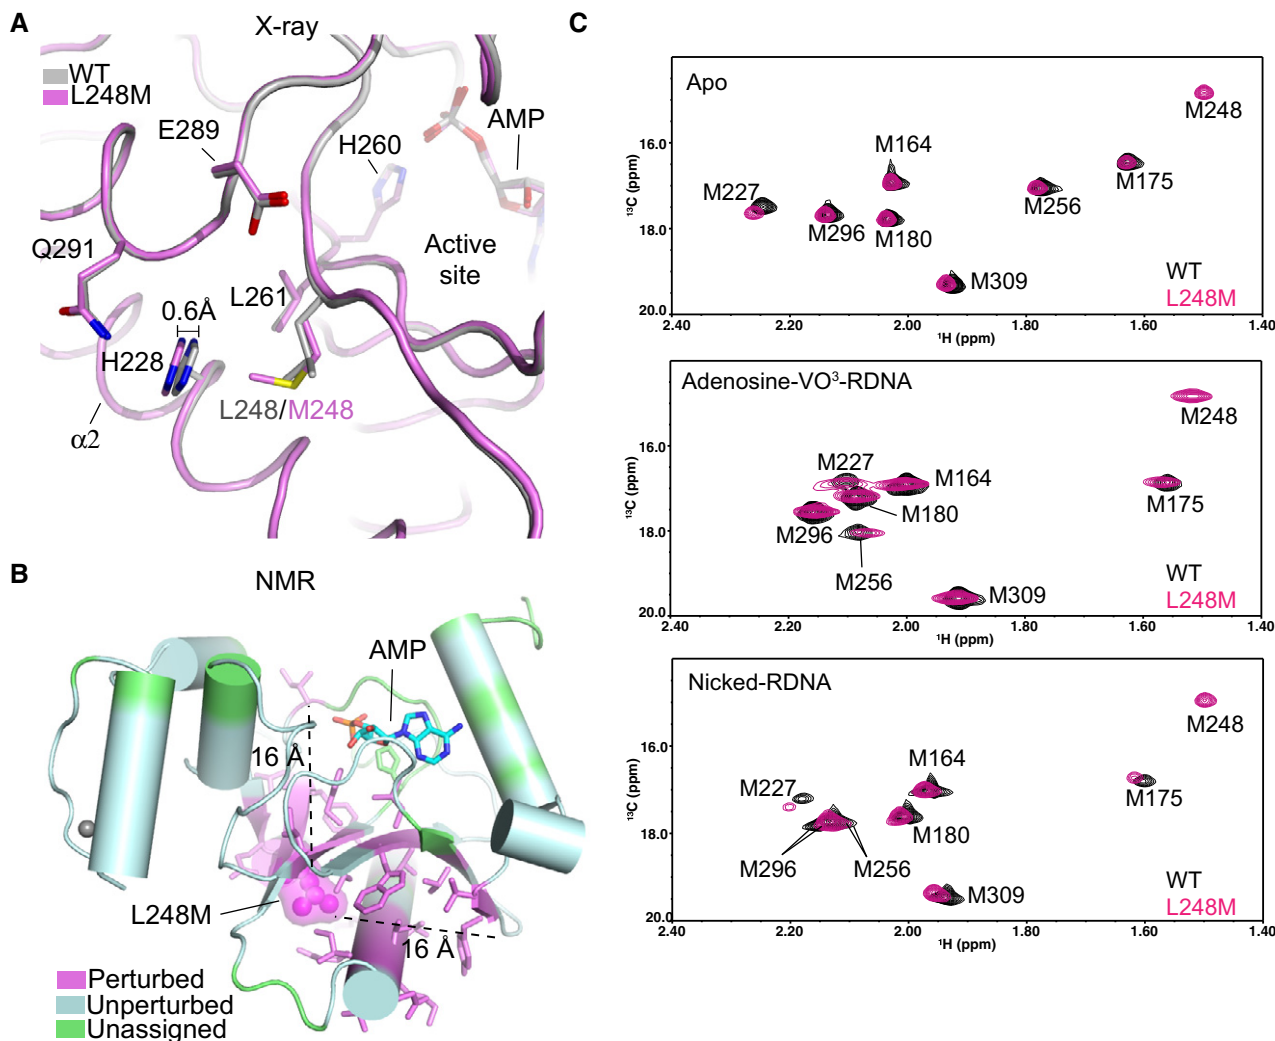 A
X-ray
WT
L248M
E289
H260
AMP
Q291
Active
site
L261
0.6Å
H228
L248/M248
α2
B
NMR
AMP
16 Å
L248M
16 Å
Perturbed
Unperturbed
Unassigned
C
Apo
M248
M164
M175
M227
M256
M296
M180
M309
WT
L248M
16.0
18.0
20.0
¹³C (ppm)
2.40
2.20
2.00
1.80
1.60
1.40
¹H (ppm)
Adenosine-VO³-RDNA
M248
M227
M164
M175
M180
M296
M256
M309
WT
L248M
16.0
18.0
20.0
¹³C (ppm)
2.40
2.20
2.00
1.80
1.60
1.40
¹H (ppm)
Nicked-RDNA
M248
M164
M227
M175
M180
M296
M256
M309
WT
L248M
16.0
18.0
20.0
¹³C (ppm)
2.40
2.20
2.00
1.80
1.60
1.40
¹H (ppm)